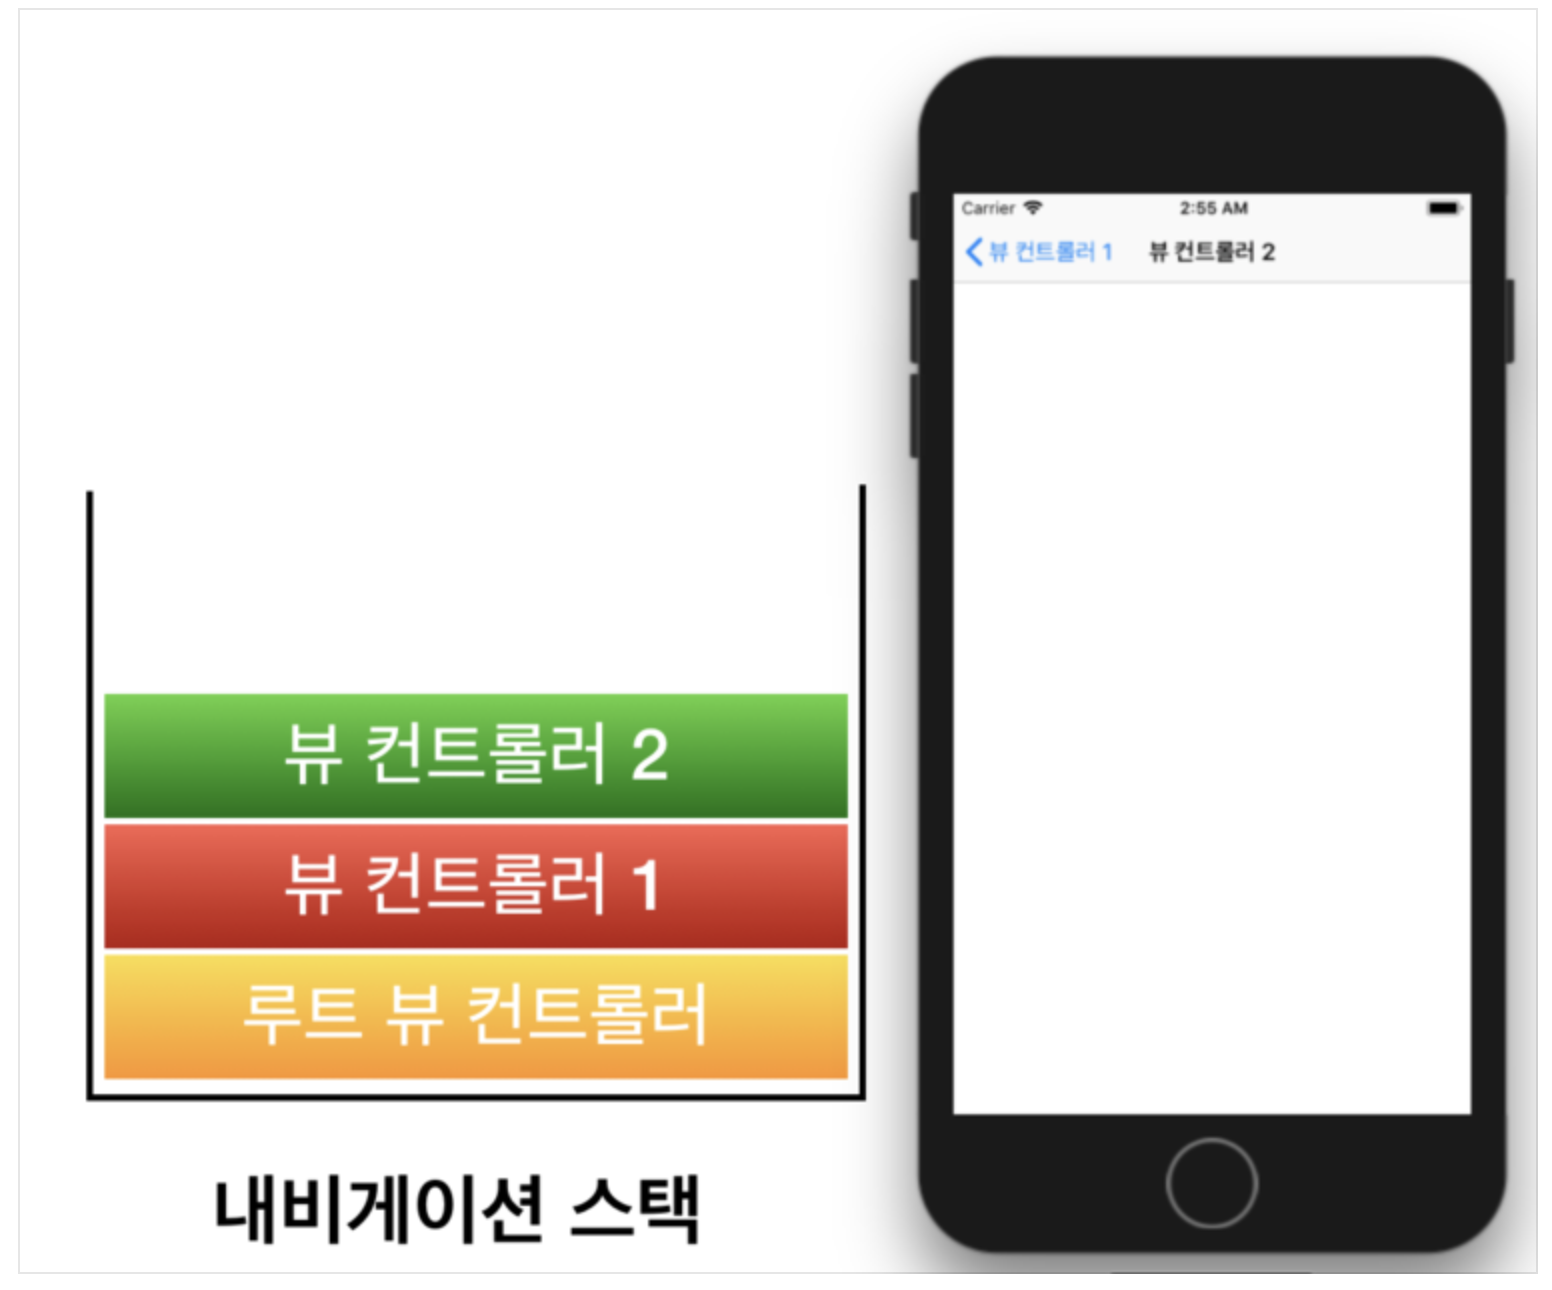 뷰 컨트롤러 2
뷰 컨트롤러 1
루트 뷰 컨트롤러
내비게이션 스택
Carrier 2:55 AM
뷰 컨트롤러 1 뷰 컨트롤러 2